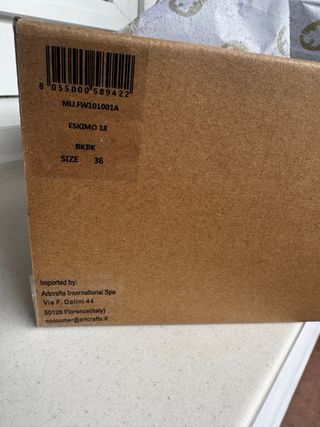 8 055000 589422
MU.FW101001A
ESKIMO 18
BKBK
SIZE 36
Imported by:
Artcrafts International Spa
Via F. Datini 44
50126 Florence(Italy)
consumer@artcrafts.it